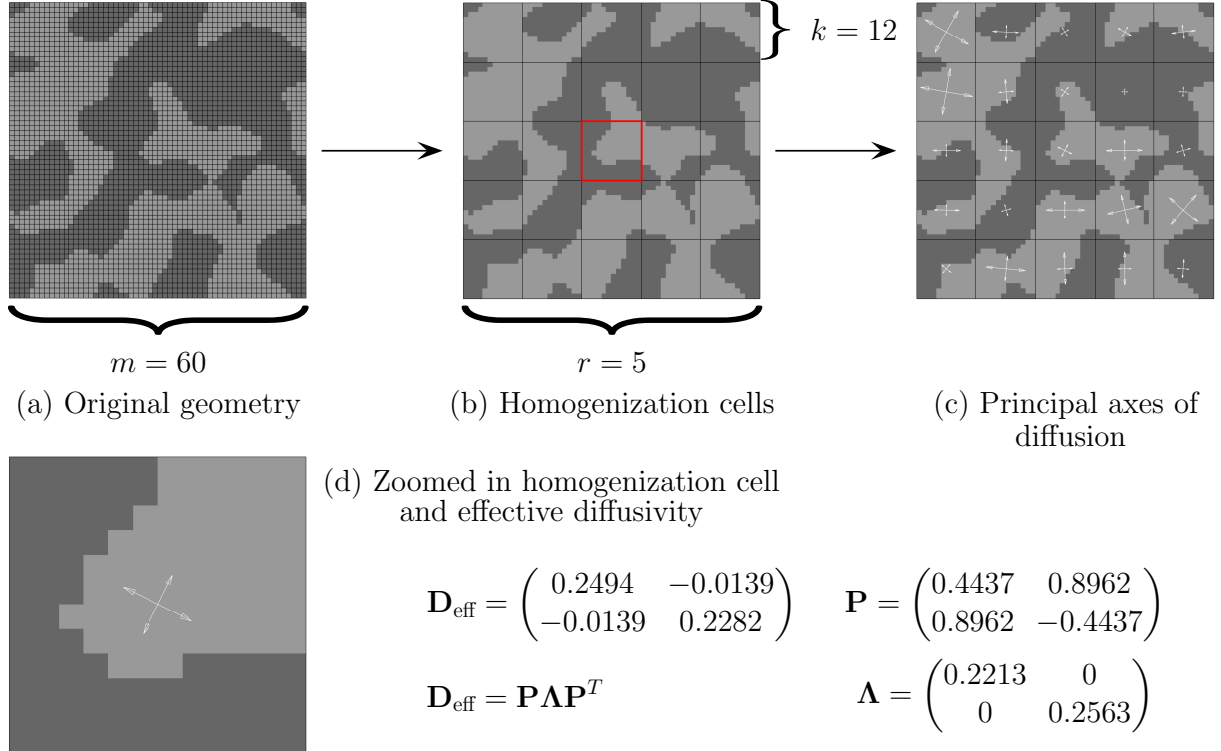 k = 12
m = 60
r = 5
(a) Original geometry
(b) Homogenization cells
(c) Principal axes of
diffusion
(d) Zoomed in homogenization cell
and effective diffusivity
D_eff = (0.2494 −0.0139
−0.0139 0.2282)
P = (0.4437 0.8962
0.8962 −0.4437)
D_eff = PΛP^T
Λ = (0.2213 0
0 0.2563)